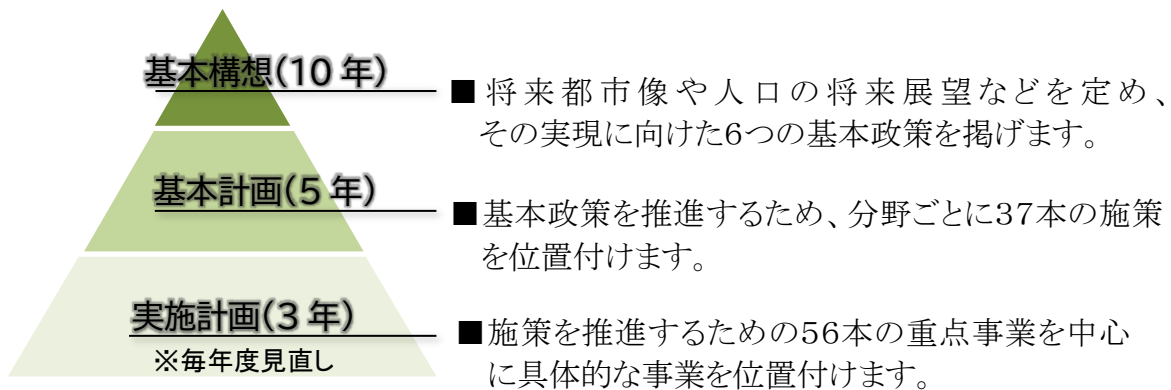 基本構想(10年)
■将来都市像や人口の将来展望などを定め、
その実現に向けた6つの基本政策を掲げます。
基本計画(5年)
■基本政策を推進するため、分野ごとに37本の施策
を位置付けます。
実施計画(3年)
※毎年度見直し
■施策を推進するための56本の重点事業を中心
に具体的な事業を位置付けます。